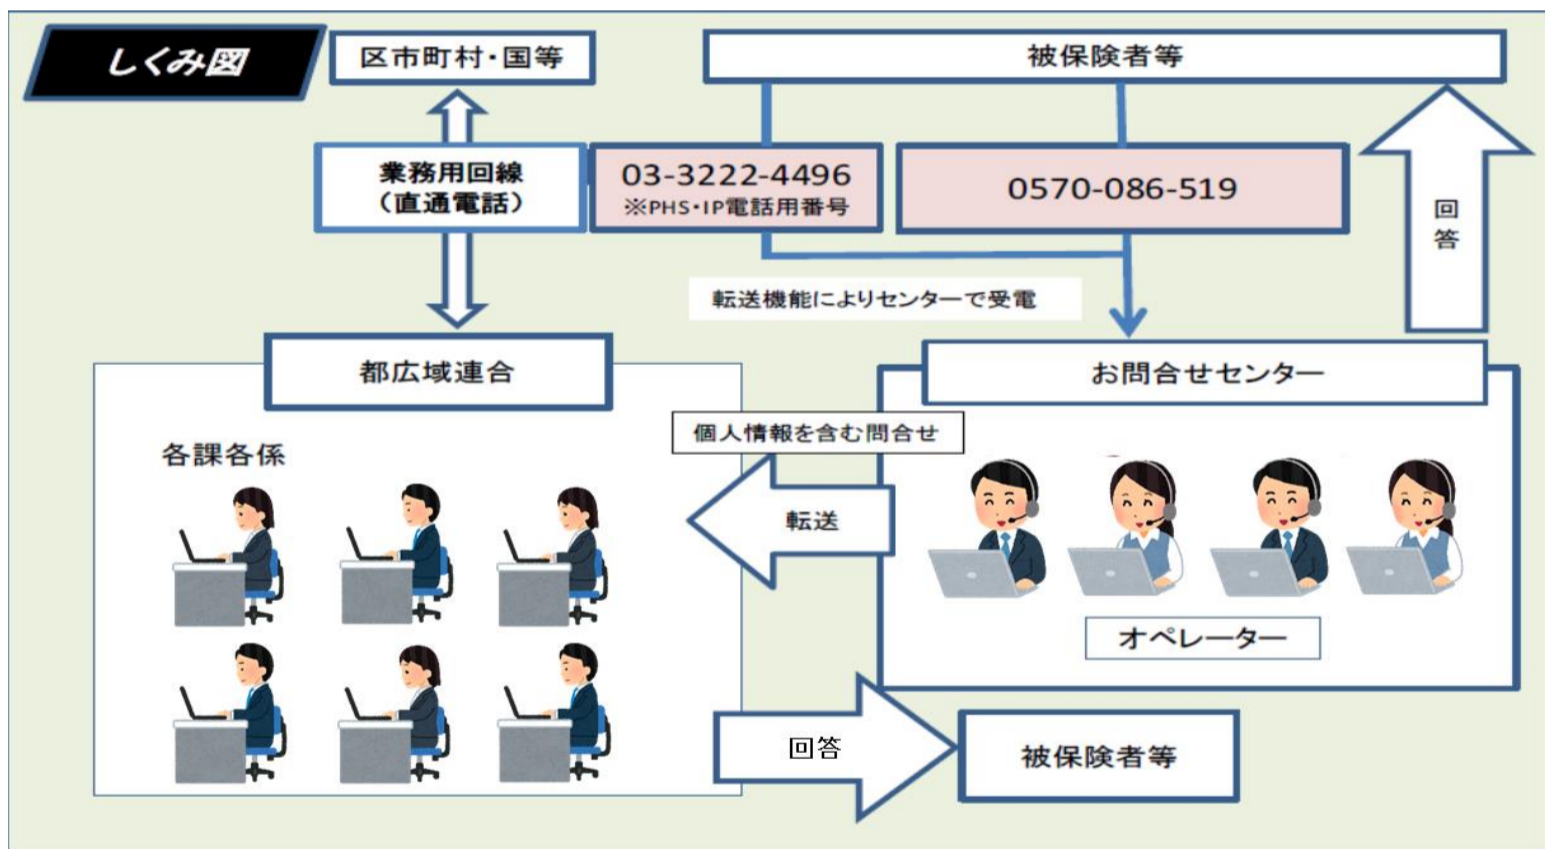 しくみ図
区市町村・国等
被保険者等
業務用回線
（直通電話）
03-3222-4496
※PHS・IP電話用番号
0570-086-519
回答
転送機能によりセンターで受電
都広域連合
お問合せセンター
個人情報を含む問合せ
各課各係
転送
オペレーター
回答
被保険者等